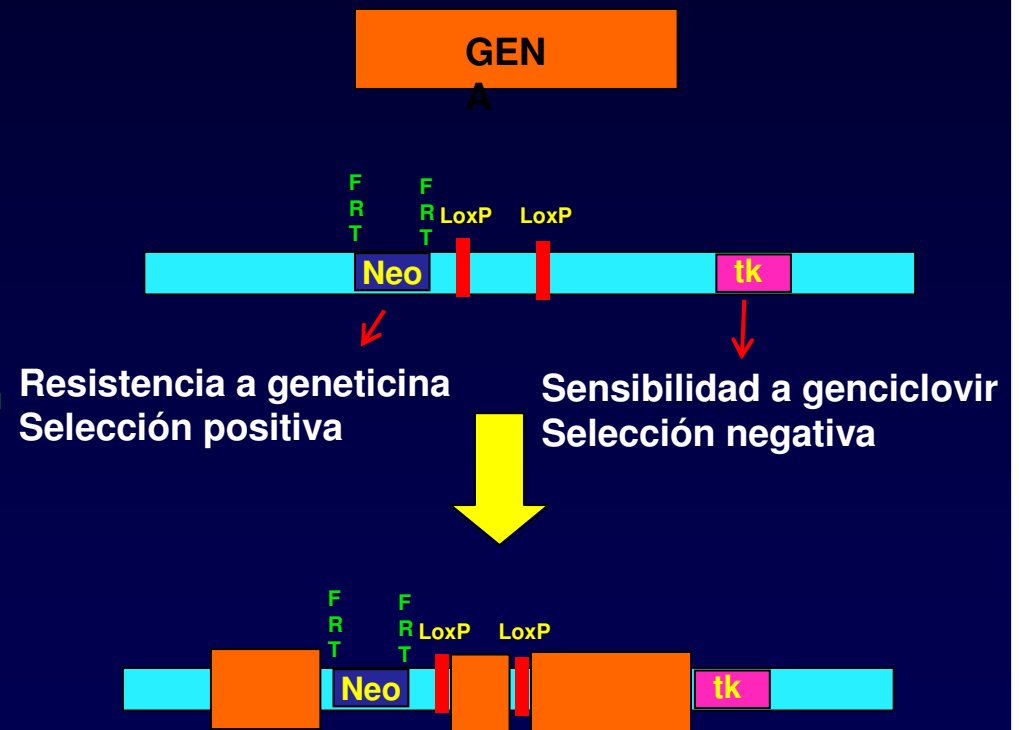 GEN
A
F
R
T
F
R
T
LoxP
LoxP
Neo
tk
Resistencia a geneticina
Selección positiva
Sensibilidad a genciclovir
Selección negativa
F
R
T
F
R
T
LoxP
LoxP
Neo
tk